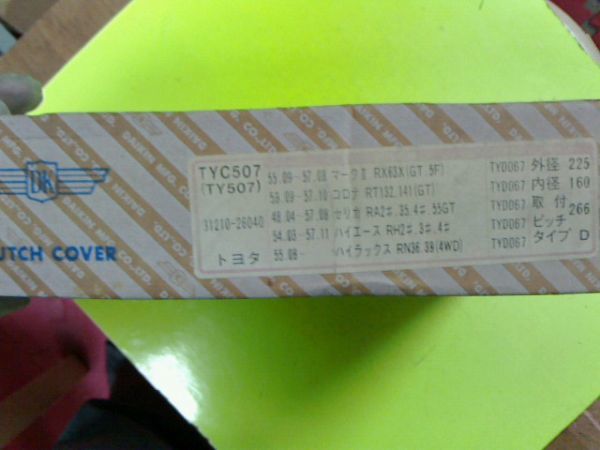 DK
UTCH COVER
TYC507
(TY507)
31210-26040
トヨタ
55.09~57.08 マークⅡ RX63X(GT.5F)
53.09~57.10 コロナ RT132.141(GT)
48.04~57.08 セリカ RA2#.35.4#.55GT
54.03~57.11 ハイエース RH2#.3#.4#
55.09~ ハイラックス RN36.39(4WD)
TYD067
TYD067
TYD067
TYD067
TYD067
外径 225
内径 160
取付
ピッチ 266
タイプ D